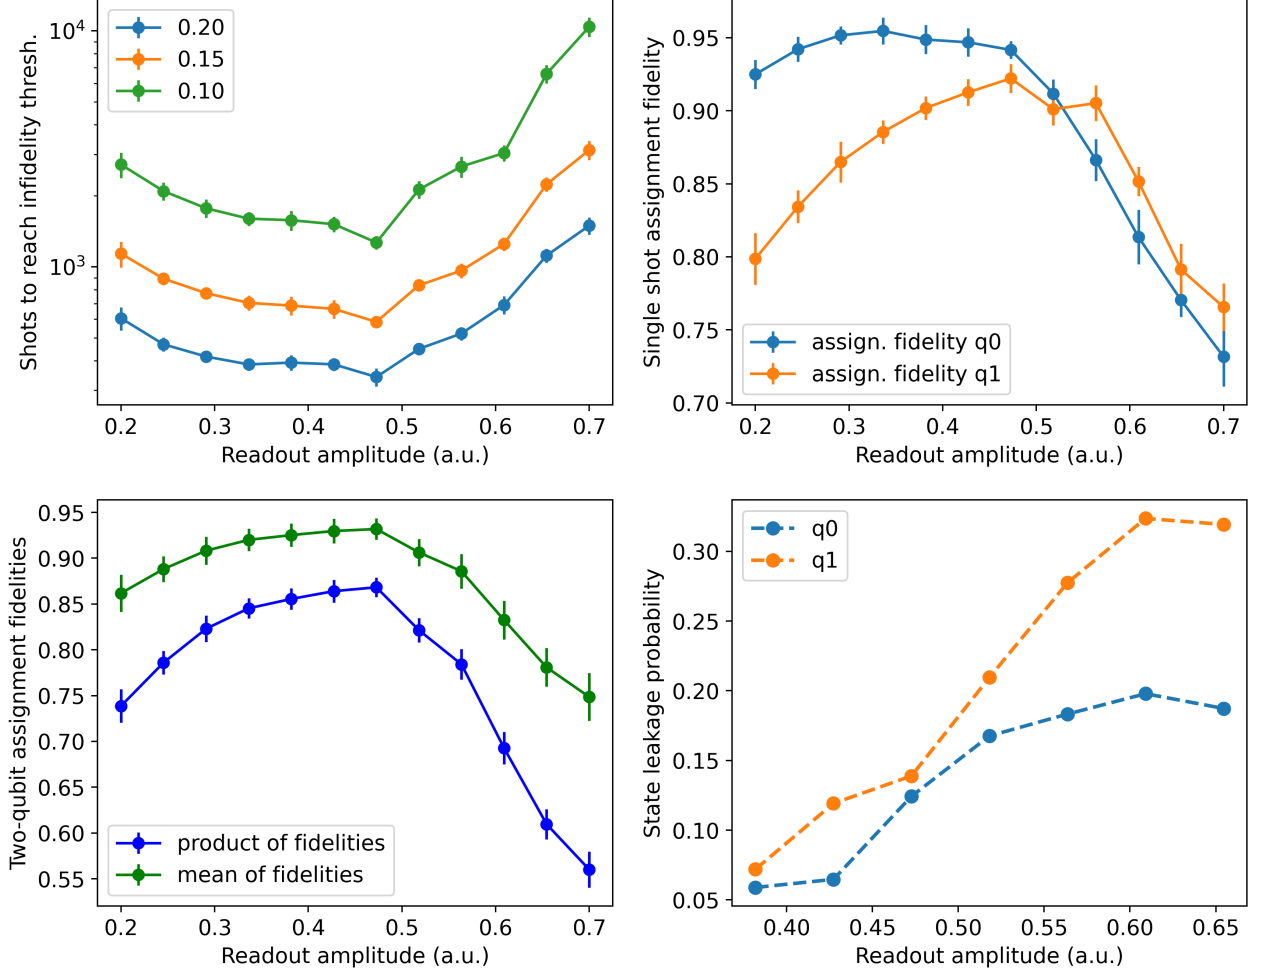 Shots to reach infidelity thresh.
10⁴
10³
0.20
0.15
0.10
0.2 0.3 0.4 0.5 0.6 0.7
Readout amplitude (a.u.)
Single shot assignment fidelity
0.95
0.90
0.85
0.80
0.75
0.70
assign. fidelity q0
assign. fidelity q1
0.2 0.3 0.4 0.5 0.6 0.7
Readout amplitude (a.u.)
Two-qubit assignment fidelities
0.95
0.90
0.85
0.80
0.75
0.70
0.65
0.60
0.55
product of fidelities
mean of fidelities
0.2 0.3 0.4 0.5 0.6 0.7
Readout amplitude (a.u.)
State leakage probability
0.30
0.25
0.20
0.15
0.10
0.05
q0
q1
0.40 0.45 0.50 0.55 0.60 0.65
Readout amplitude (a.u.)